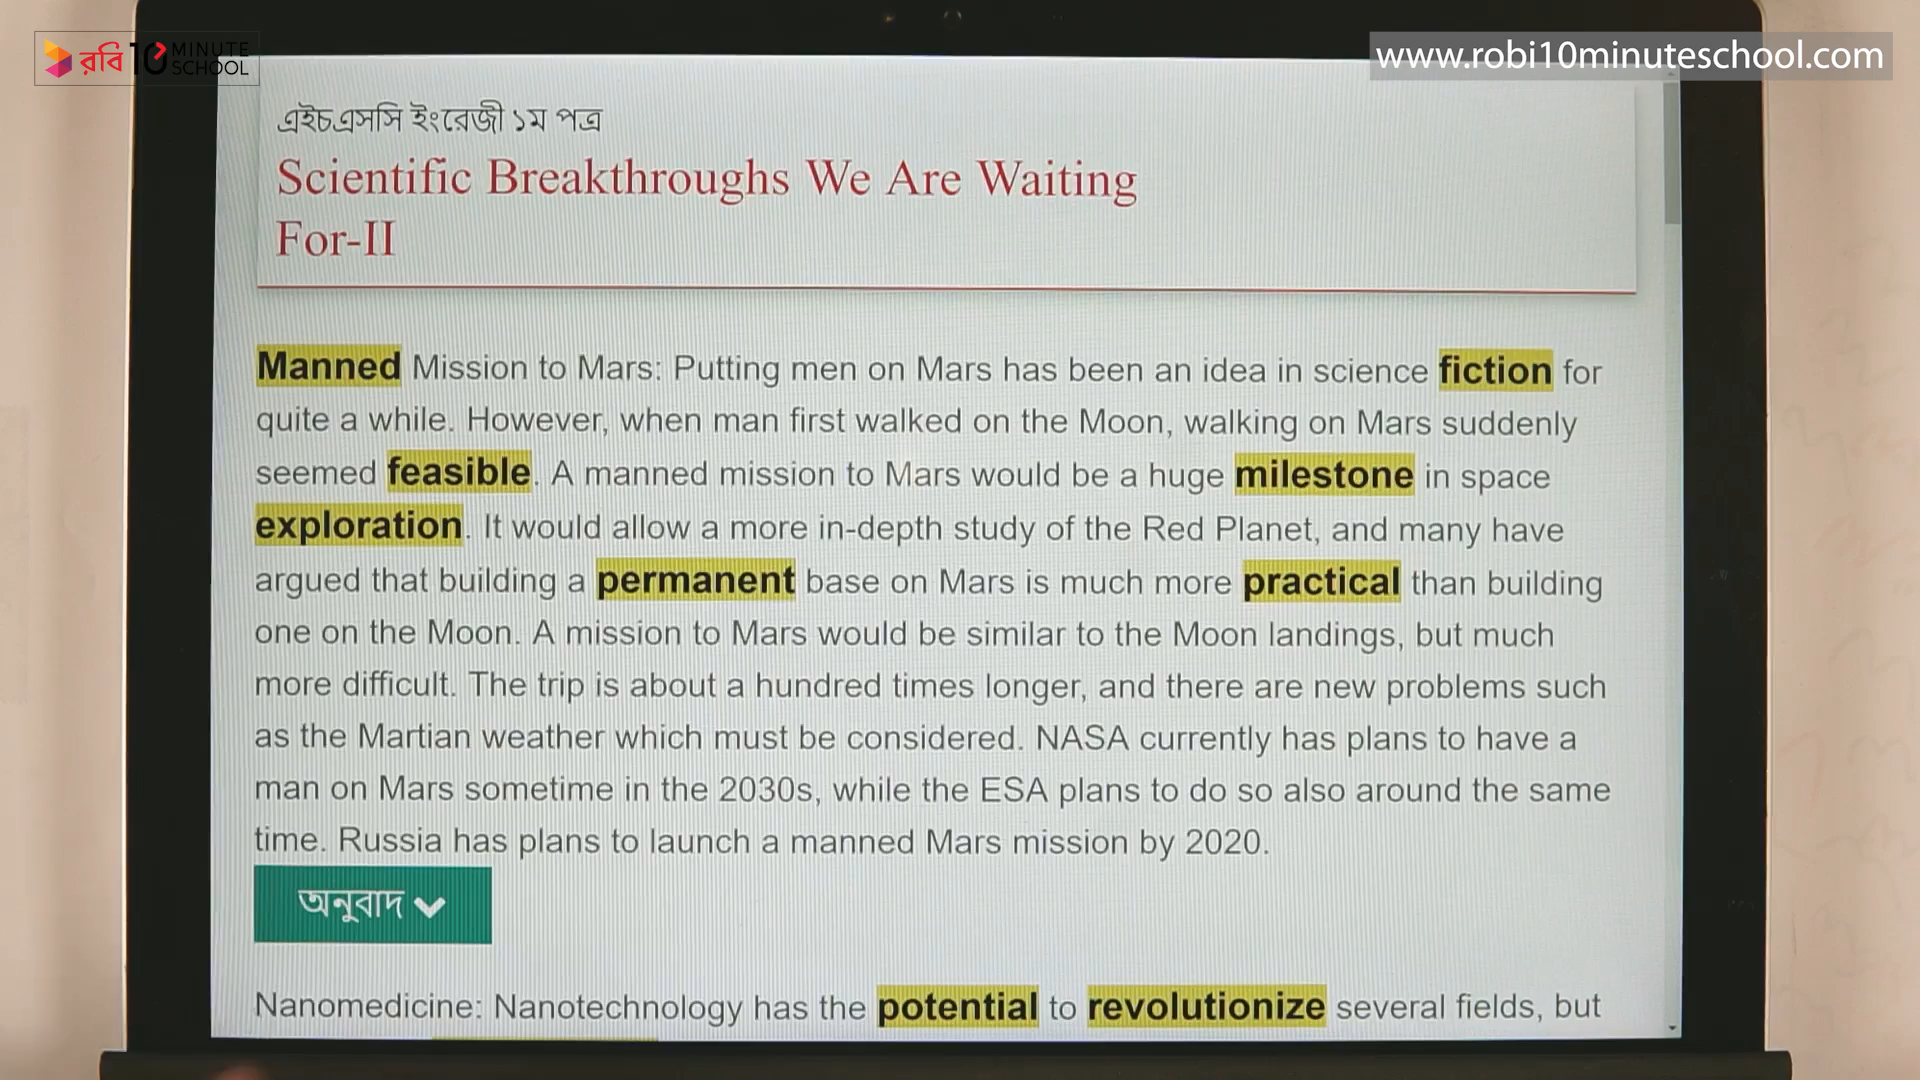 রবি 10 MINUTE SCHOOL
www.robi10minuteschool.com
এইচএসসি ইংরেজী ১ম পত্র
Scientific Breakthroughs We Are Waiting
For-II
Manned Mission to Mars: Putting men on Mars has been an idea in science fiction for
quite a while. However, when man first walked on the Moon, walking on Mars suddenly
seemed feasible. A manned mission to Mars would be a huge milestone in space
exploration. It would allow a more in-depth study of the Red Planet, and many have
argued that building a permanent base on Mars is much more practical than building
one on the Moon. A mission to Mars would be similar to the Moon landings, but much
more difficult. The trip is about a hundred times longer, and there are new problems such
as the Martian weather which must be considered. NASA currently has plans to have a
man on Mars sometime in the 2030s, while the ESA plans to do so also around the same
time. Russia has plans to launch a manned Mars mission by 2020.
অনুবাদ
Nanomedicine: Nanotechnology has the potential to revolutionize several fields, but